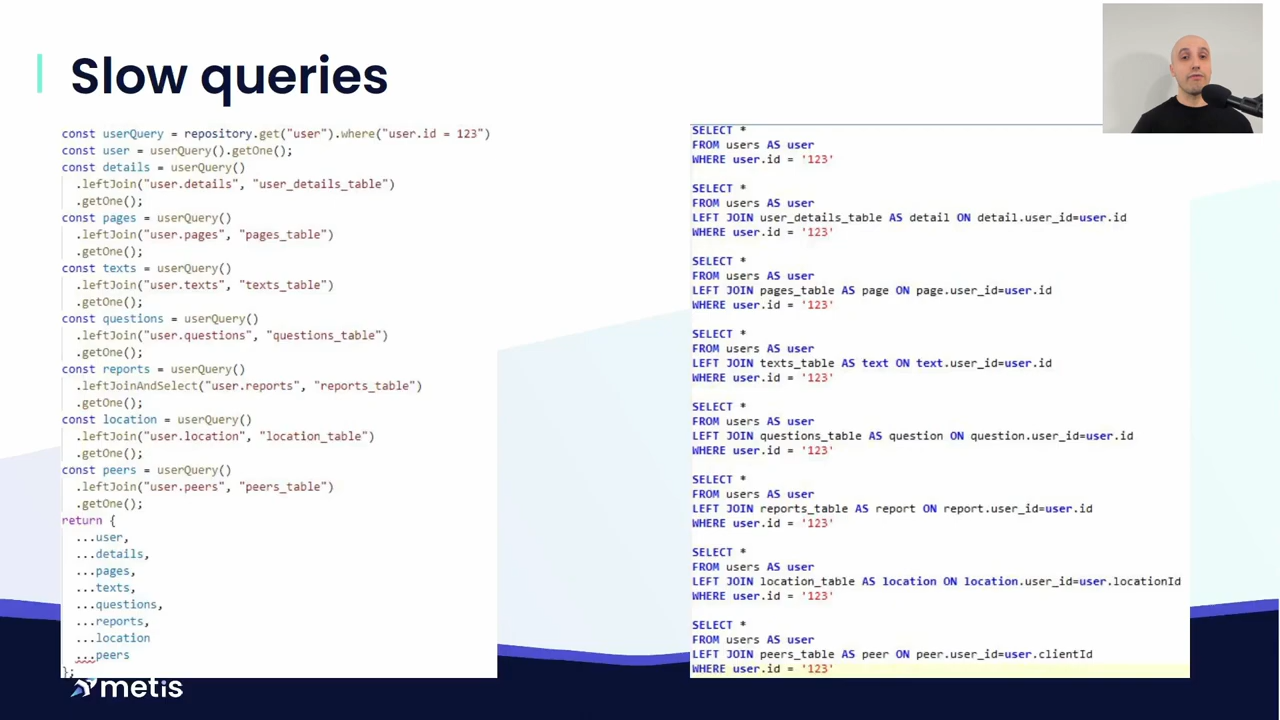 Slow queries
const userQuery = repository.get("user").where("user.id = 123")
const user = userQuery().getOne();
const details = userQuery()
.leftJoin("user.details", "user_details_table")
.getOne();
const pages = userQuery()
.leftJoin("user.pages", "pages_table")
.getOne();
const texts = userQuery()
.leftJoin("user.texts", "texts_table")
.getOne();
const questions = userQuery()
.leftJoin("user.questions", "questions_table")
.getOne();
const reports = userQuery()
.leftJoinAndSelect("user.reports", "reports_table")
.getOne();
const location = userQuery()
.leftJoin("user.location", "location_table")
.getOne();
const peers = userQuery()
.leftJoin("user.peers", "peers_table")
.getOne();
return {
...user,
...details,
...pages,
...texts,
...questions,
...reports,
...location
...peers
};
SELECT *
FROM users AS user
WHERE user.id = '123'
SELECT *
FROM users AS user
LEFT JOIN user_details_table AS detail ON detail.user_id=user.id
WHERE user.id = '123'
SELECT *
FROM users AS user
LEFT JOIN pages_table AS page ON page.user_id=user.id
WHERE user.id = '123'
SELECT *
FROM users AS user
LEFT JOIN texts_table AS text ON text.user_id=user.id
WHERE user.id = '123'
SELECT *
FROM users AS user
LEFT JOIN questions_table AS question ON question.user_id=user.id
WHERE user.id = '123'
SELECT *
FROM users AS user
LEFT JOIN reports_table AS report ON report.user_id=user.id
WHERE user.id = '123'
SELECT *
FROM users AS user
LEFT JOIN location_table AS location ON location.user_id=user.locationId
WHERE user.id = '123'
SELECT *
FROM users AS user
LEFT JOIN peers_table AS peer ON peer.user_id=user.clientId
WHERE user.id = '123'
metis